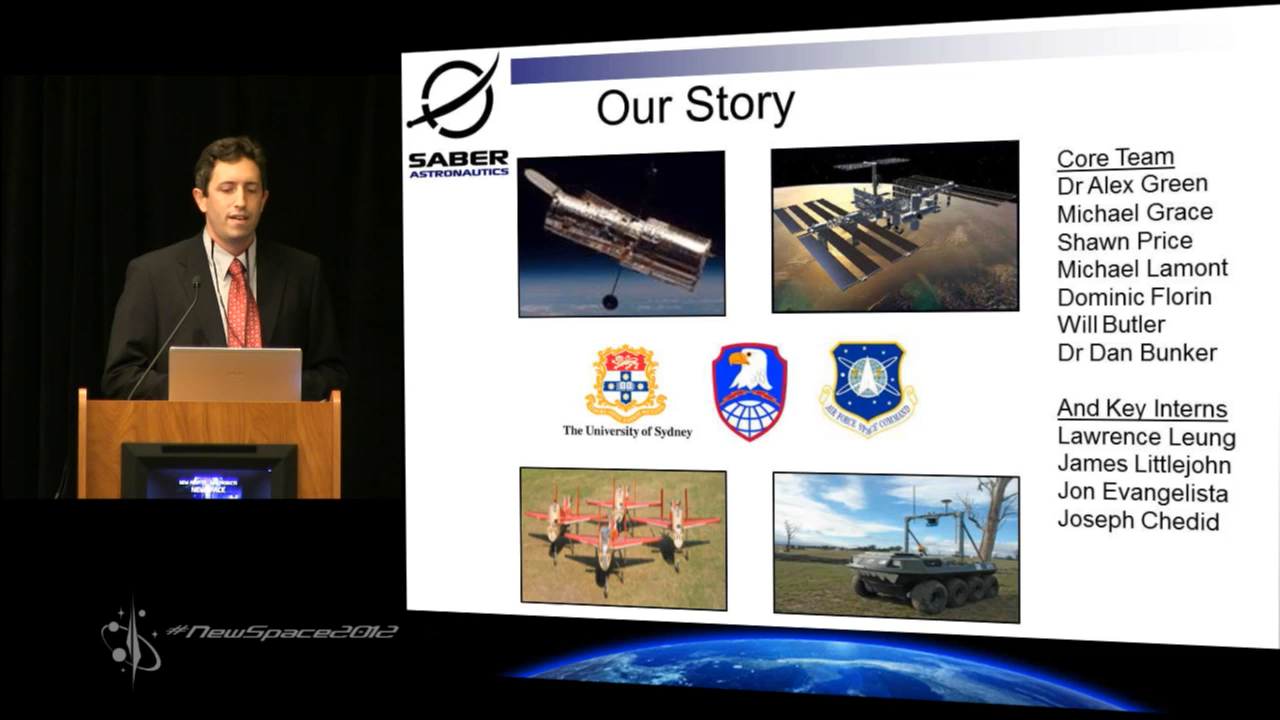 SABER
ASTRONAUTICS
Our Story
Core Team
Dr Alex Green
Michael Grace
Shawn Price
Michael Lamont
Dominic Florin
Will Butler
Dr Dan Bunker
And Key Interns
Lawrence Leung
James Littlejohn
Jon Evangelista
Joseph Chedid
The University of Sydney
AIR FORCE SPACE COMMAND
NEWSPACE
#NewSpace2012